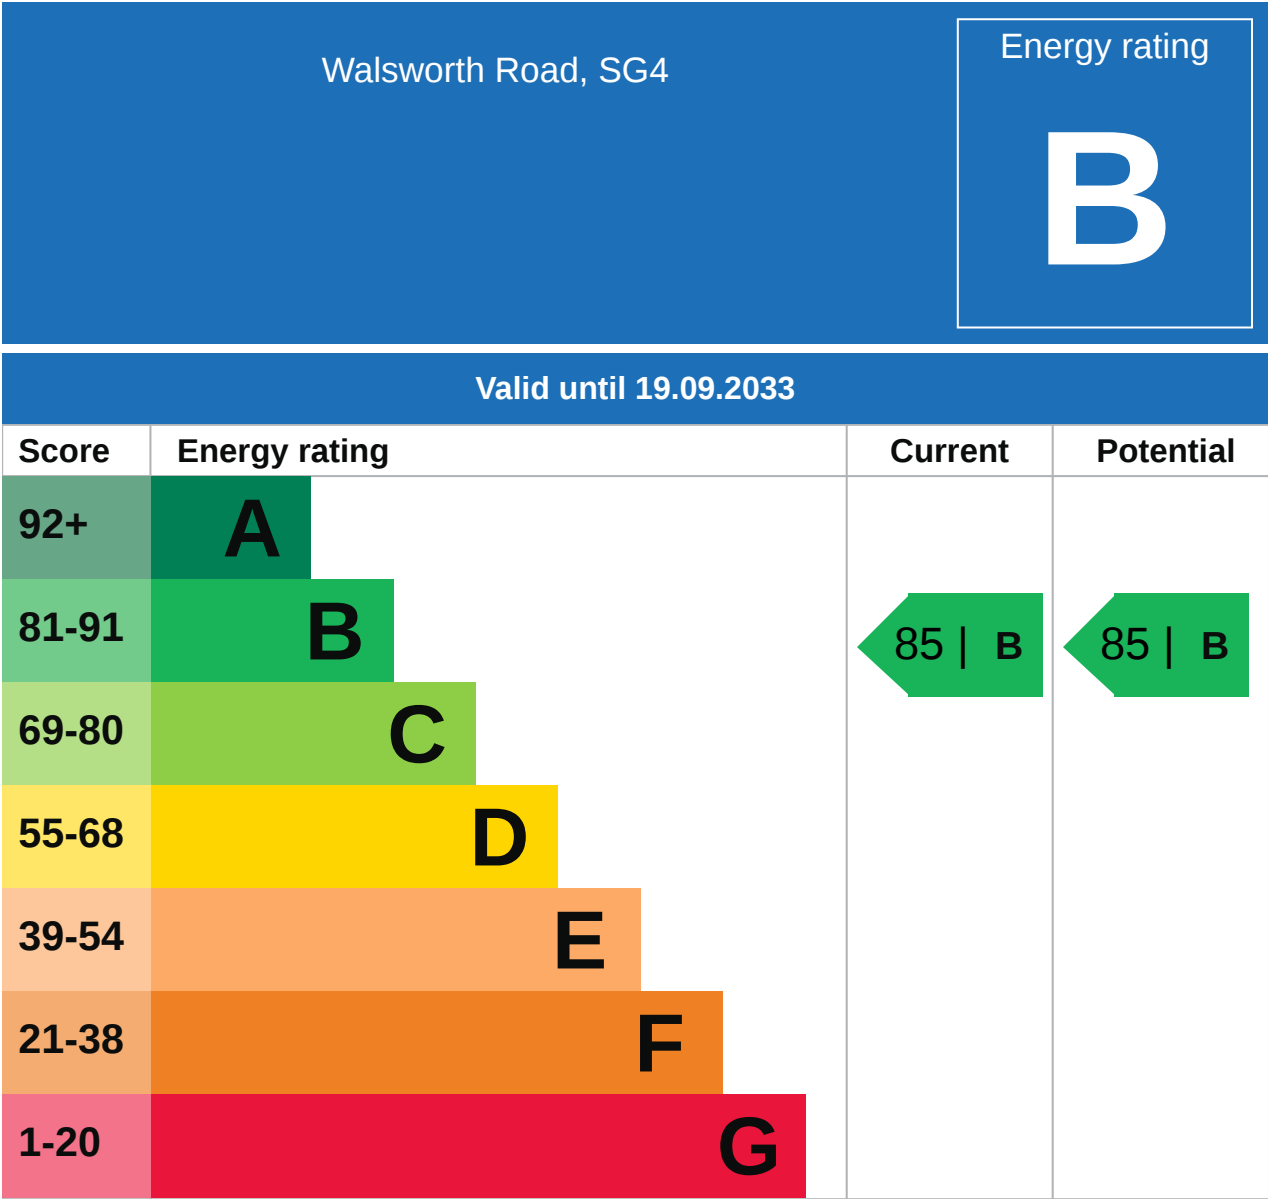 Walsworth Road, SG4
Energy rating
B
Valid until 19.09.2033
Score Energy rating Current Potential
92+ A
81-91 B 85 | B 85 | B
69-80 C
55-68 D
39-54 E
21-38 F
1-20 G